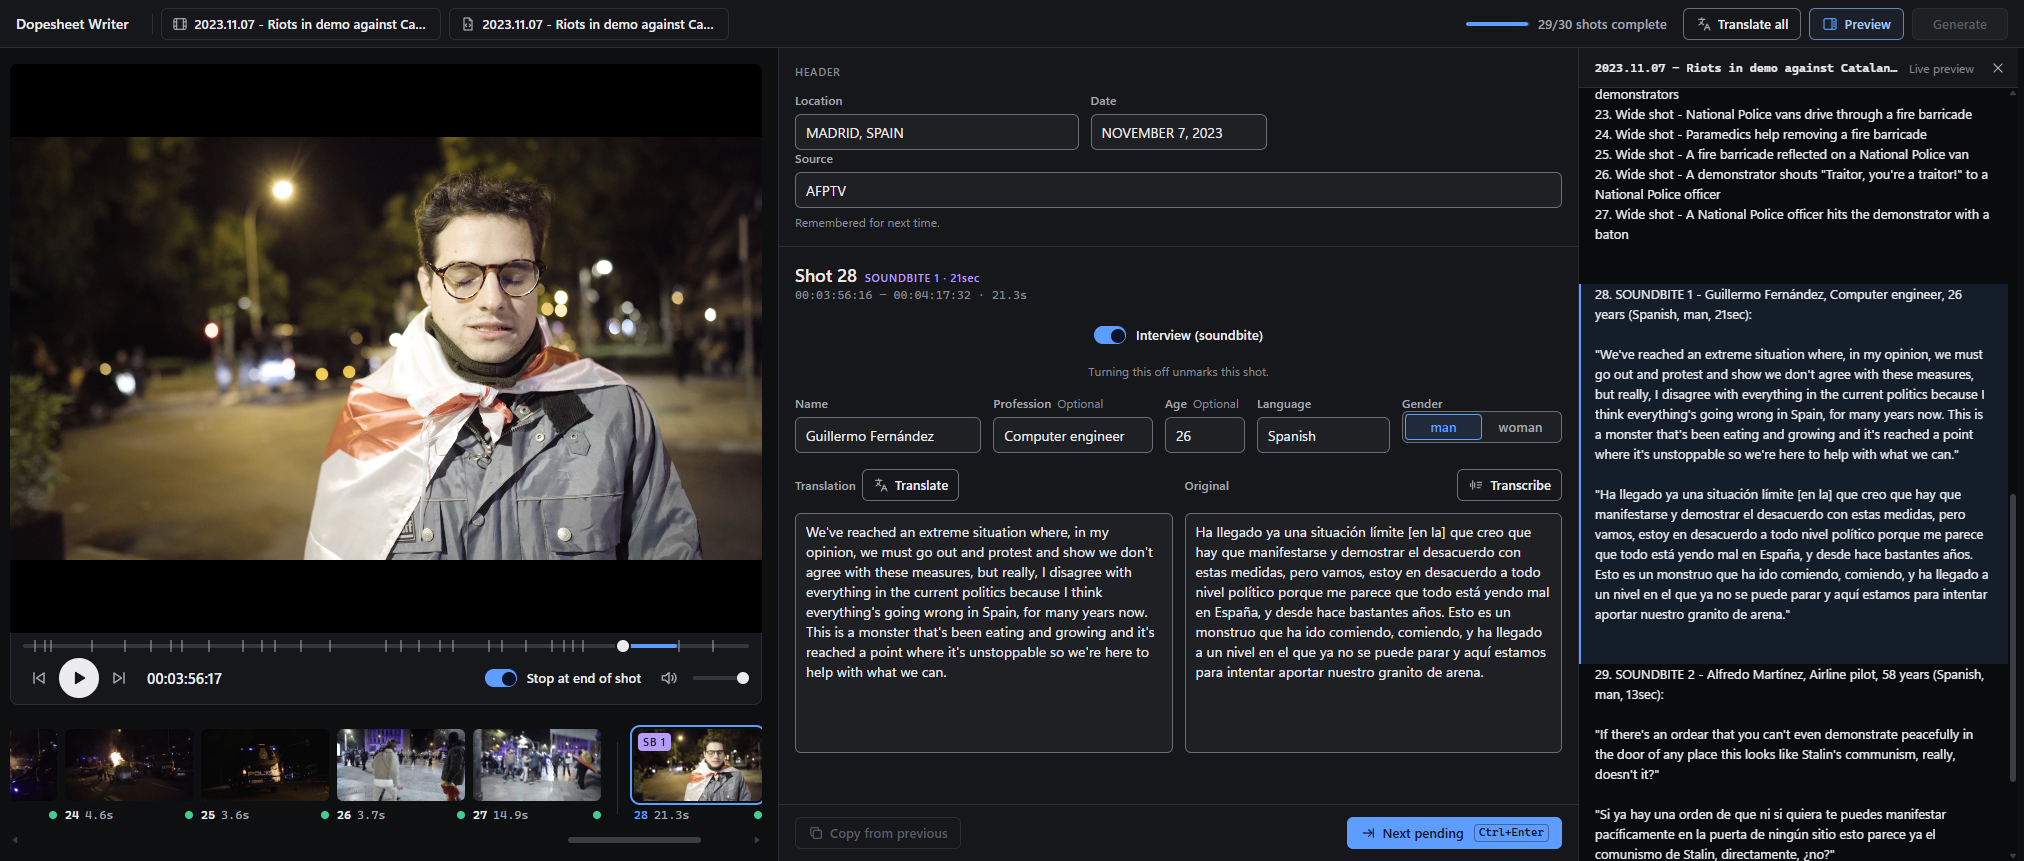 Dopesheet Writer
2023.11.07 - Riots in demo against Ca...
2023.11.07 - Riots in demo against Ca...
29/30 shots complete
Translate all
Preview
Generate
00:03:56:17
Stop at end of shot
SB 1
POLICIA
24 4.6s
25 3.6s
26 3.7s
27 14.9s
28 21.3s
HEADER
Location
Date
MADRID, SPAIN
NOVEMBER 7, 2023
Source
AFPTV
Remembered for next time.
Shot 28 SOUNDBITE 1 · 21sec
00:03:56:16 — 00:04:17:32 · 21.3s
Interview (soundbite)
Turning this off unmarks this shot.
Name
Profession Optional
Age Optional
Language
Gender
Guillermo Fernández
Computer engineer
26
Spanish
man
woman
Translation
Translate
Original
Transcribe
We've reached an extreme situation where, in my
opinion, we must go out and protest and show we don't
agree with these measures, but really, I disagree with
everything in the current politics because I think
everything's going wrong in Spain, for many years now.
This is a monster that's been eating and growing and it's
reached a point where it's unstoppable so we're here to
help with what we can.
Ha llegado ya una situación límite [en la] que creo que
hay que manifestarse y demostrar el desacuerdo con
estas medidas, pero vamos, estoy en desacuerdo a todo
nivel político porque me parece que todo está yendo mal
en España, y desde hace bastantes años. Esto es un
monstruo que ha ido comiendo, comiendo, y ha llegado
a un nivel en el que ya no se puede parar y aquí estamos
para intentar aportar nuestro granito de arena.
Copy from previous
Next pending Ctrl+Enter
2023.11.07 — Riots in demo against Catalan…
Live preview
demonstrators
23. Wide shot - National Police vans drive through a fire barricade
24. Wide shot - Paramedics help removing a fire barricade
25. Wide shot - A fire barricade reflected on a National Police van
26. Wide shot - A demonstrator shouts "Traitor, you're a traitor!" to a
National Police officer
27. Wide shot - A National Police officer hits the demonstrator with a
baton
28. SOUNDBITE 1 - Guillermo Fernández, Computer engineer, 26
years (Spanish, man, 21sec):
"We've reached an extreme situation where, in my opinion, we must
go out and protest and show we don't agree with these measures,
but really, I disagree with everything in the current politics because I
think everything's going wrong in Spain, for many years now. This is
a monster that's been eating and growing and it's reached a point
where it's unstoppable so we're here to help with what we can."
"Ha llegado ya una situación límite [en la] que creo que hay que
manifestarse y demostrar el desacuerdo con estas medidas, pero
vamos, estoy en desacuerdo a todo nivel político porque me parece
que todo está yendo mal en España, y desde hace bastantes años.
Esto es un monstruo que ha ido comiendo, comiendo, y ha llegado a
un nivel en el que ya no se puede parar y aquí estamos para intentar
aportar nuestro granito de arena."
29. SOUNDBITE 2 - Alfredo Martínez, Airline pilot, 58 years (Spanish,
man, 13sec):
"If there's an ordear that you can't even demonstrate peacefully in
the door of any place this looks like Stalin's communism, really,
doesn't it?"
"Si ya hay una orden de que ni si quiera te puedes manifestar
pacíficamente en la puerta de ningún sitio esto parece ya el
comunismo de Stalin, directamente, ¿no?"